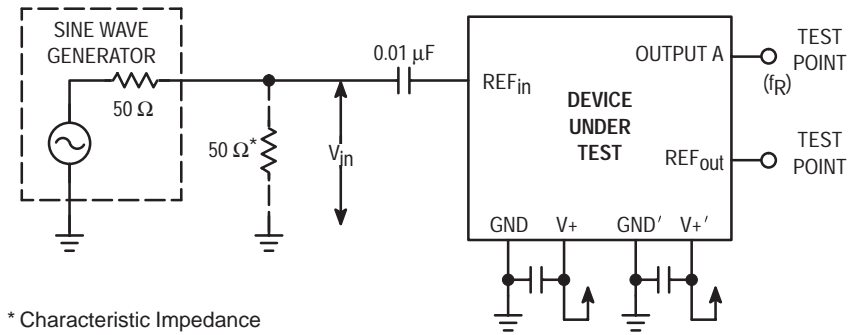 SINE WAVE
GENERATOR
50 Ω
50 Ω*
Vin
0.01 µF
REFin
DEVICE
UNDER
TEST
OUTPUT A
(fR)
TEST
POINT
REFout
TEST
POINT
GND
V+
GND′
V+′
* Characteristic Impedance